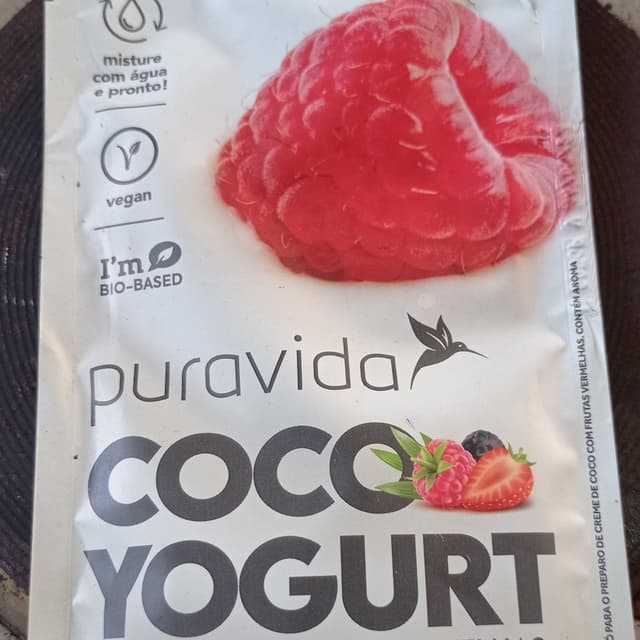 misture
com água
e pronto!
vegan
I'm
BIO-BASED
puravida
COCO
YOGURT
PARA O PREPARO DE CREME DE COCO COM FRUTAS VERMELHAS. CONTÉM AROMA